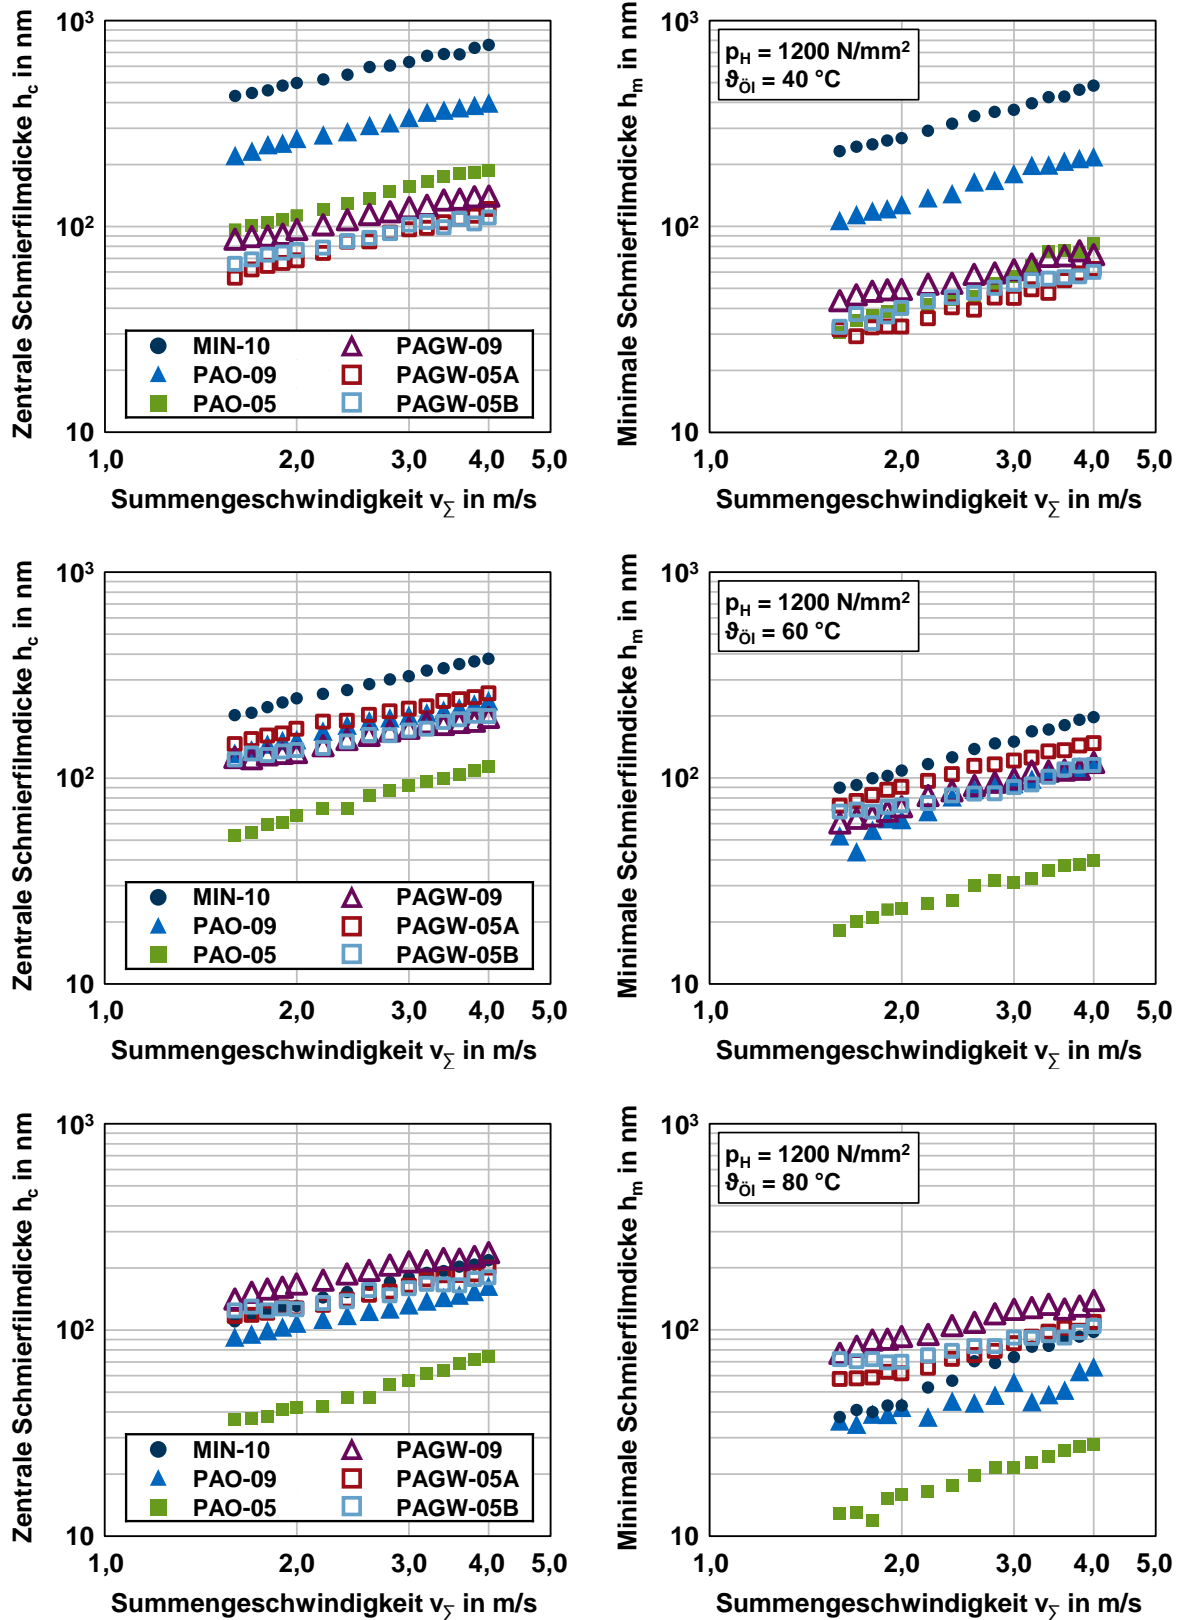 Zentrale Schmierfilmdicke h_c in nm
10³
10²
10
1,0 2,0 3,0 4,0 5,0
Summengeschwindigkeit v_Σ in m/s
MIN-10 PAGW-09
PAO-09 PAGW-05A
PAO-05 PAGW-05B
Minimale Schmierfilmdicke h_m in nm
10³
10²
10
1,0 2,0 3,0 4,0 5,0
Summengeschwindigkeit v_Σ in m/s
p_H = 1200 N/mm²
ϑ_Öl = 40 °C
Zentrale Schmierfilmdicke h_c in nm
10³
10²
10
1,0 2,0 3,0 4,0 5,0
Summengeschwindigkeit v_Σ in m/s
MIN-10 PAGW-09
PAO-09 PAGW-05A
PAO-05 PAGW-05B
Minimale Schmierfilmdicke h_m in nm
10³
10²
10
1,0 2,0 3,0 4,0 5,0
Summengeschwindigkeit v_Σ in m/s
p_H = 1200 N/mm²
ϑ_Öl = 60 °C
Zentrale Schmierfilmdicke h_c in nm
10³
10²
10
1,0 2,0 3,0 4,0 5,0
Summengeschwindigkeit v_Σ in m/s
MIN-10 PAGW-09
PAO-09 PAGW-05A
PAO-05 PAGW-05B
Minimale Schmierfilmdicke h_m in nm
10³
10²
10
1,0 2,0 3,0 4,0 5,0
Summengeschwindigkeit v_Σ in m/s
p_H = 1200 N/mm²
ϑ_Öl = 80 °C